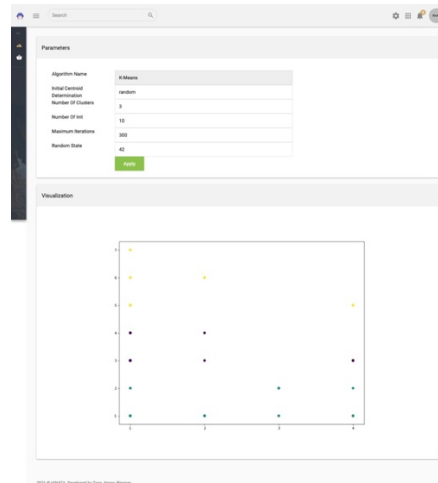 Search
Parameters
Algorithm Name
K-Means
Initial Centroid
Determination
random
Number Of Clusters
3
Number Of Init
10
Maximum Iterations
300
Random State
42
Apply
Visualization
7
6
5
4
3
2
1
1 2 3 4